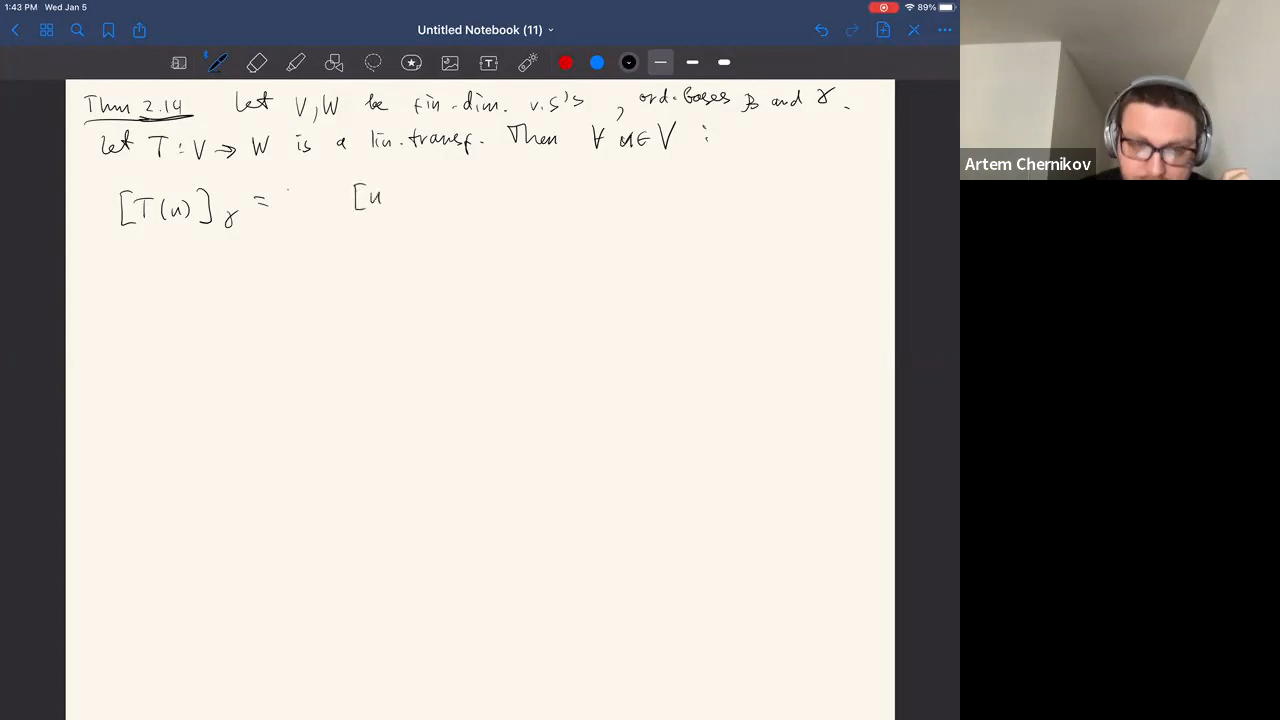 1:43 PM Wed Jan 5
89%
Untitled Notebook (11)
Thm 2.14 Let V, W be fin. dim. v.s's, ord. bases β and γ.
Let T : V → W is a lin. transf. Then ∀ u ∈ V :
[T(u)]γ = [u
Artem Chernikov